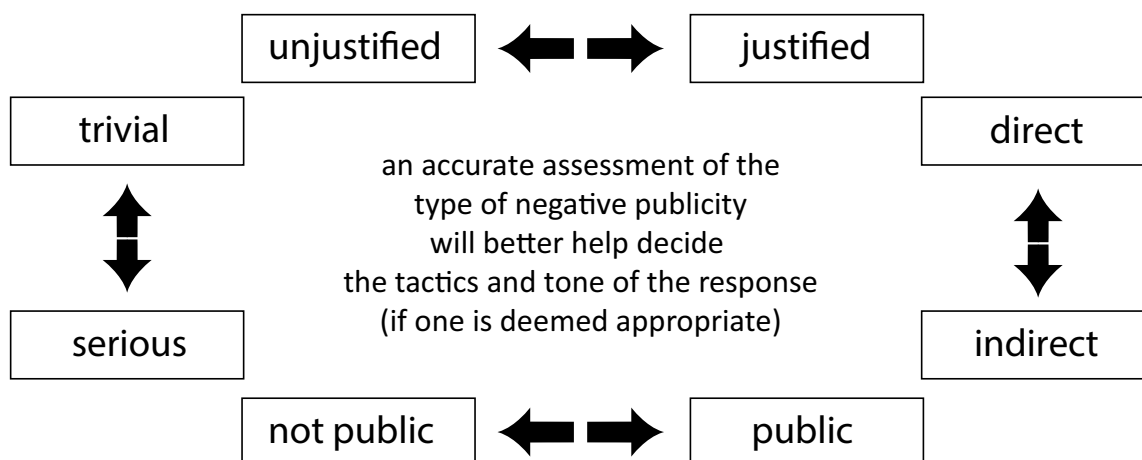 unjustified
justified
trivial
direct
an accurate assessment of the
type of negative publicity
will better help decide
the tactics and tone of the response
(if one is deemed appropriate)
serious
indirect
not public
public